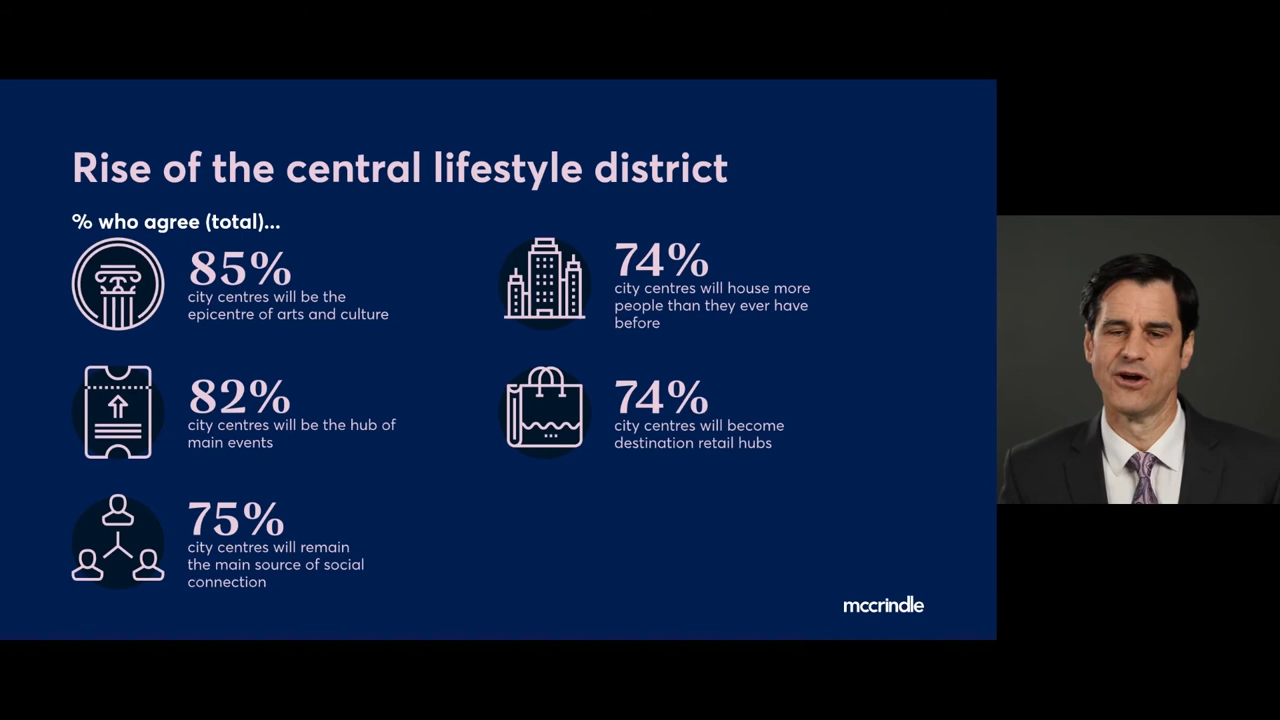 Rise of the central lifestyle district
% who agree (total)...
85%
city centres will be the
epicentre of arts and culture
82%
city centres will be the hub of
main events
75%
city centres will remain
the main source of social
connection
74%
city centres will house more
people than they ever have
before
74%
city centres will become
destination retail hubs
mccrindle